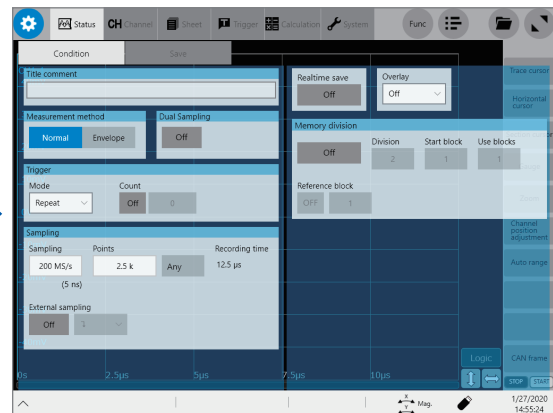 Status CH Channel Sheet Trigger Calculation System Func
Condition Save
Title comment
Realtime save Overlay
Off Off
Trace cursor
Horizontal
cursor
Measurement method Dual Sampling
Normal Envelope Off
Memory division
Division Start block Use blocks
Off 2 1 1
Trigger
Mode Count
Repeat Off 0
Reference block
OFF 1
Zoom
Channel
position
adjustment
Auto range
Sampling
Sampling Points Recording time
200 MS/s 2.5 k Any 12.5 µs
(5 ns)
External sampling
Off
Logic CAN frame
0s 2.5µs 5µs 7.5µs 10µs
STOP START
X
Y
Mag.
1/27/2020
14:55:24